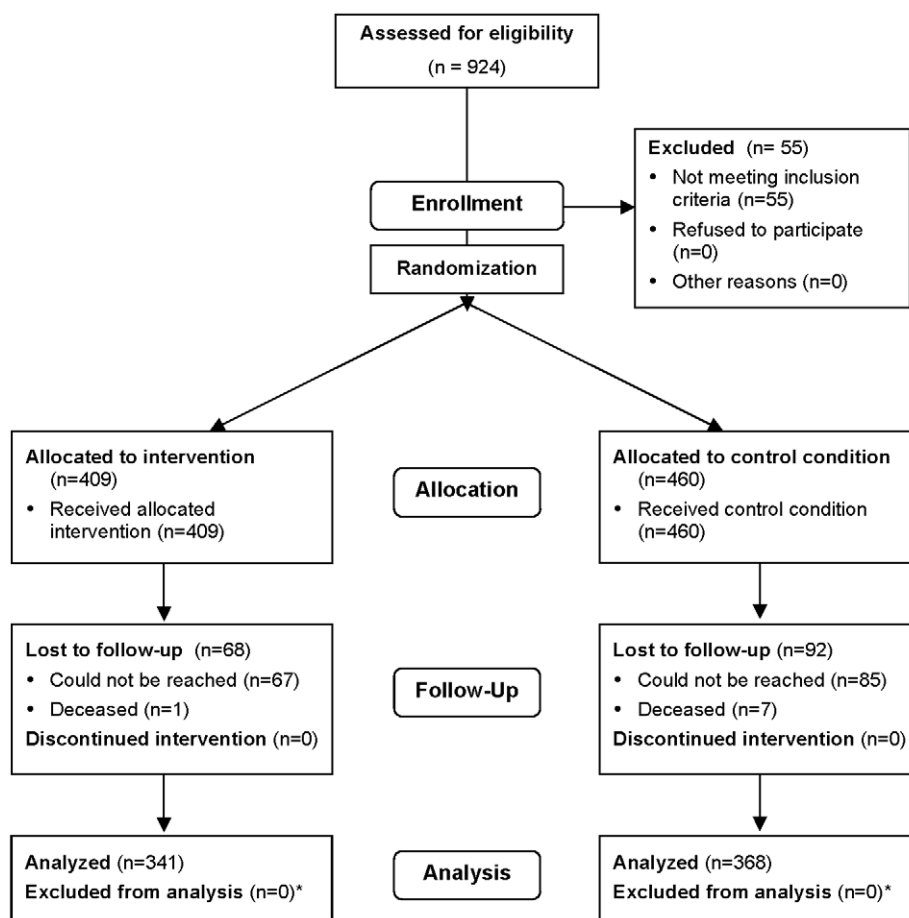 Assessed for eligibility
(n = 924)
Excluded (n= 55)
• Not meeting inclusion
criteria (n=55)
• Refused to participate
(n=0)
• Other reasons (n=0)
Enrollment
Randomization
Allocated to intervention
(n=409)
• Received allocated
intervention (n=409)
Allocation
Allocated to control condition
(n=460)
• Received control condition
(n=460)
Lost to follow-up (n=68)
• Could not be reached (n=67)
• Deceased (n=1)
Discontinued intervention (n=0)
Follow-Up
Lost to follow-up (n=92)
• Could not be reached (n=85)
• Deceased (n=7)
Discontinued intervention (n=0)
Analyzed (n=341)
Excluded from analysis (n=0)*
Analysis
Analyzed (n=368)
Excluded from analysis (n=0)*